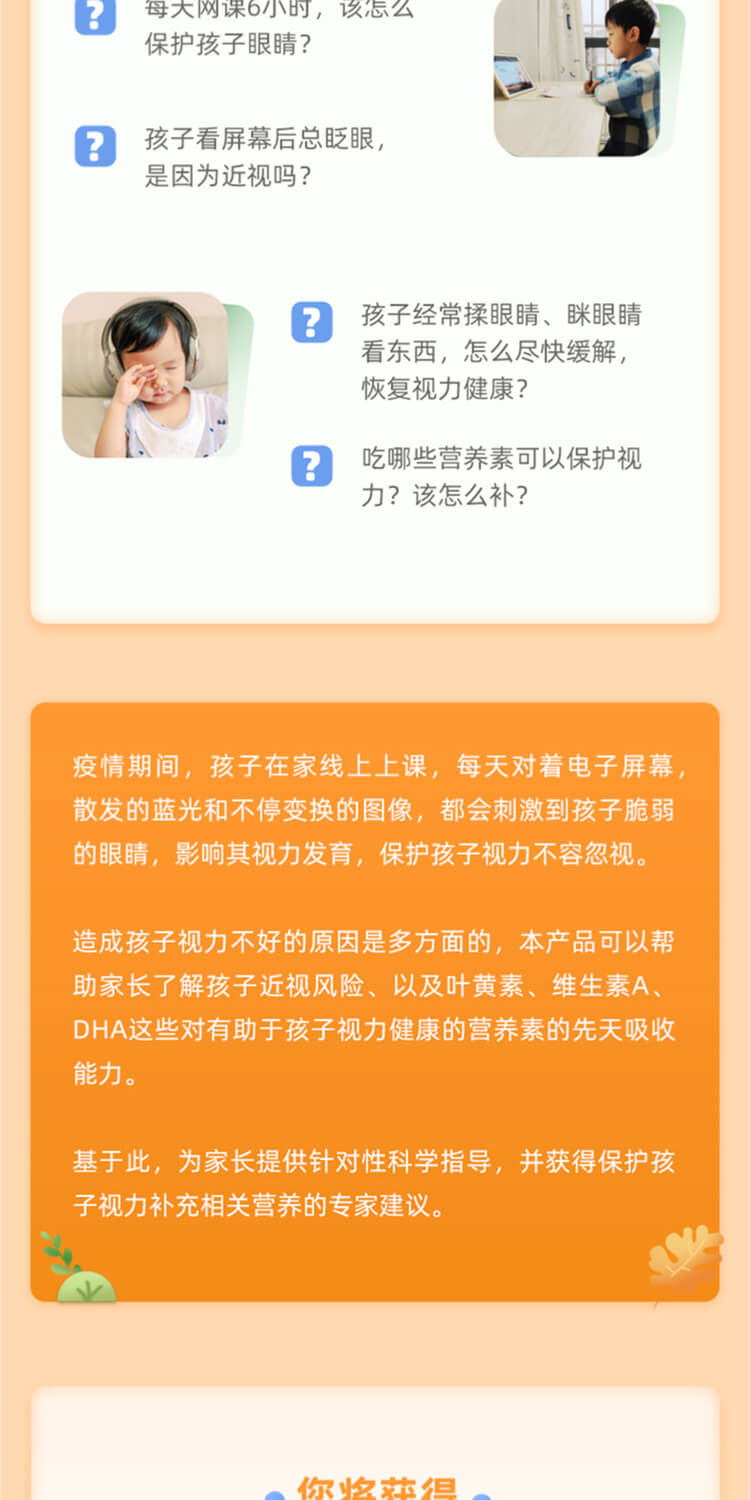 每天网课6小时，该怎么
保护孩子眼睛？
孩子看屏幕后总眨眼，
是因为近视吗？
孩子经常揉眼睛、眯眼睛
看东西，怎么尽快缓解，
恢复视力健康？
吃哪些营养素可以保护视
力？该怎么补？
疫情期间，孩子在家线上上课，每天对着电子屏幕，
散发的蓝光和不停变换的图像，都会刺激到孩子脆弱
的眼睛，影响其视力发育，保护孩子视力不容忽视。
造成孩子视力不好的原因是多方面的，本产品可以帮
助家长了解孩子近视风险、以及叶黄素、维生素A、
DHA这些对有助于孩子视力健康的营养素的先天吸收
能力。
基于此，为家长提供针对性科学指导，并获得保护孩
子视力补充相关营养的专家建议。
您将获得